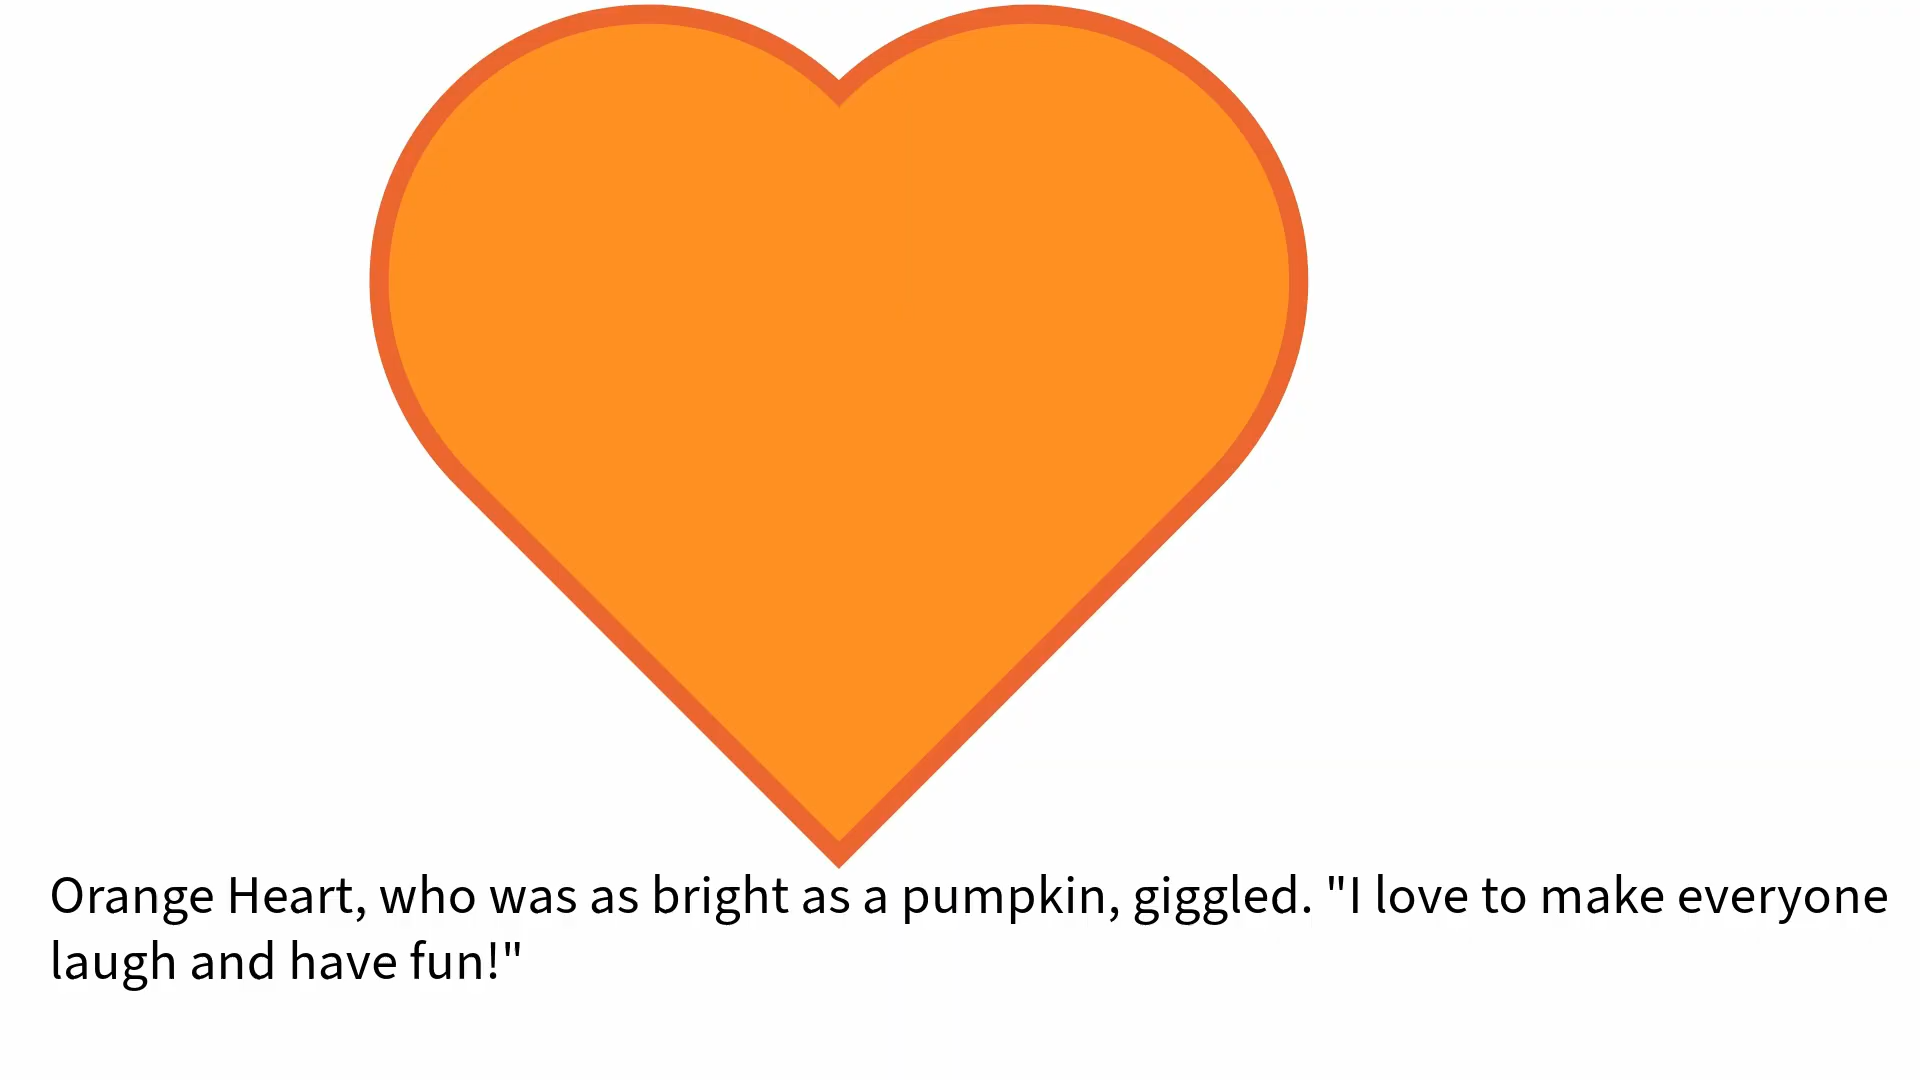 Orange Heart, who was as bright as a pumpkin, giggled. "I love to make everyone
laugh and have fun!"